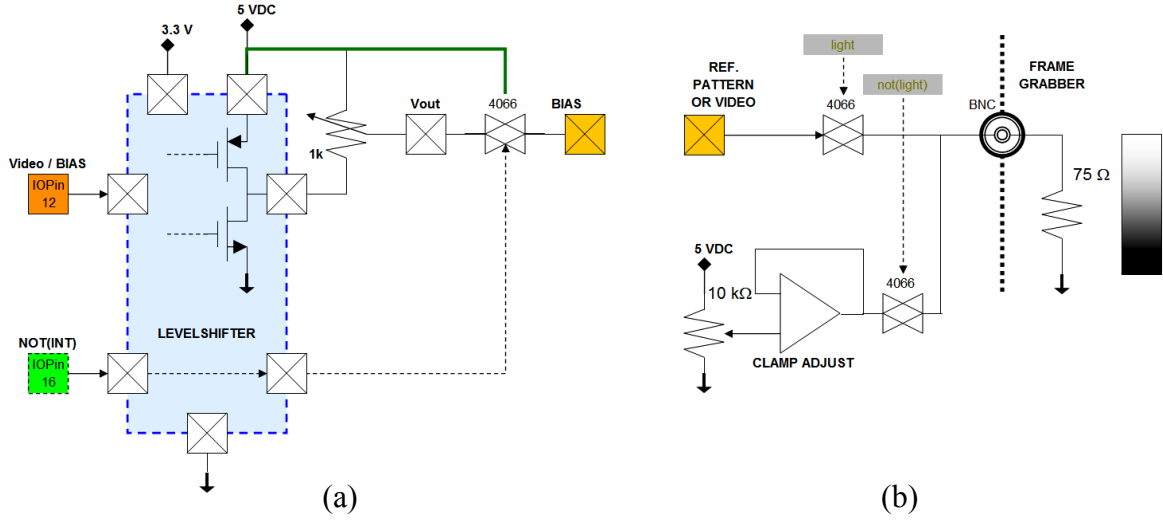 5 VDC
3.3 V
4066
Vout
BIAS
1k
Video / BIAS
IOPin
12
LEVELSHIFTER
NOT(INT)
IOPin
16
(a)
light
not(light)
REF.
PATTERN
OR VIDEO
4066
FRAME
GRABBER
BNC
75 Ω
5 VDC
10 kΩ
4066
CLAMP ADJUST
(b)